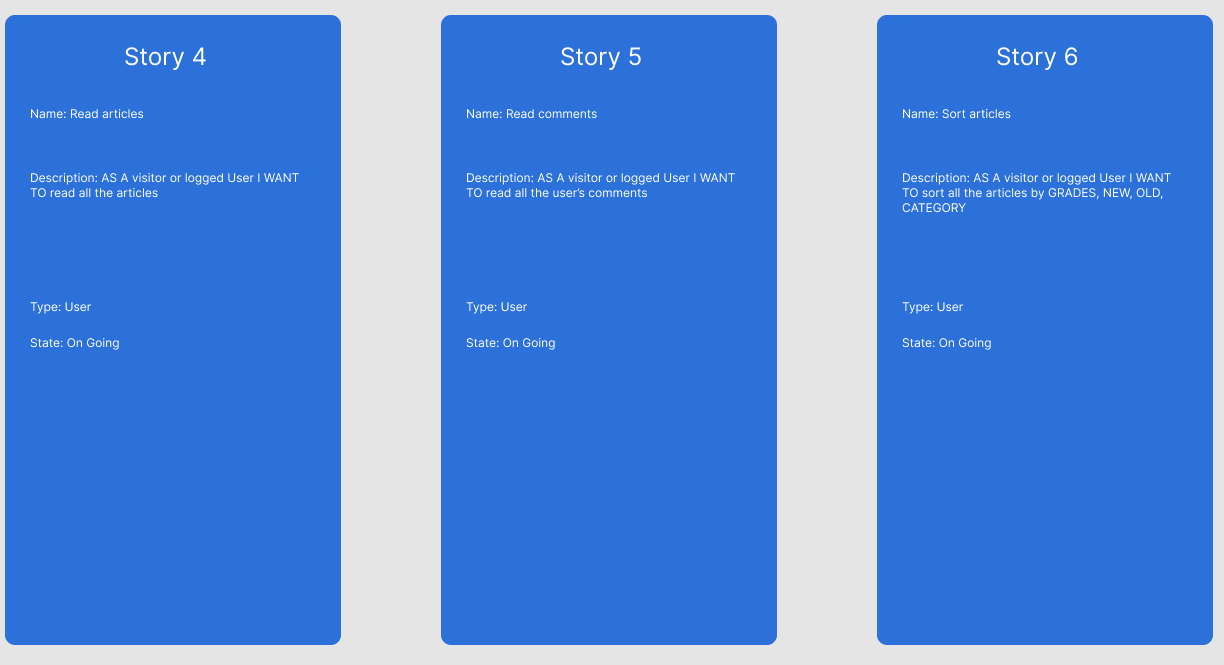 Story 4
Name: Read articles
Description: AS A visitor or logged User I WANT
TO read all the articles
Type: User
State: On Going
Story 5
Name: Read comments
Description: AS A visitor or logged User I WANT
TO read all the user’s comments
Type: User
State: On Going
Story 6
Name: Sort articles
Description: AS A visitor or logged User I WANT
TO sort all the articles by GRADES, NEW, OLD,
CATEGORY
Type: User
State: On Going